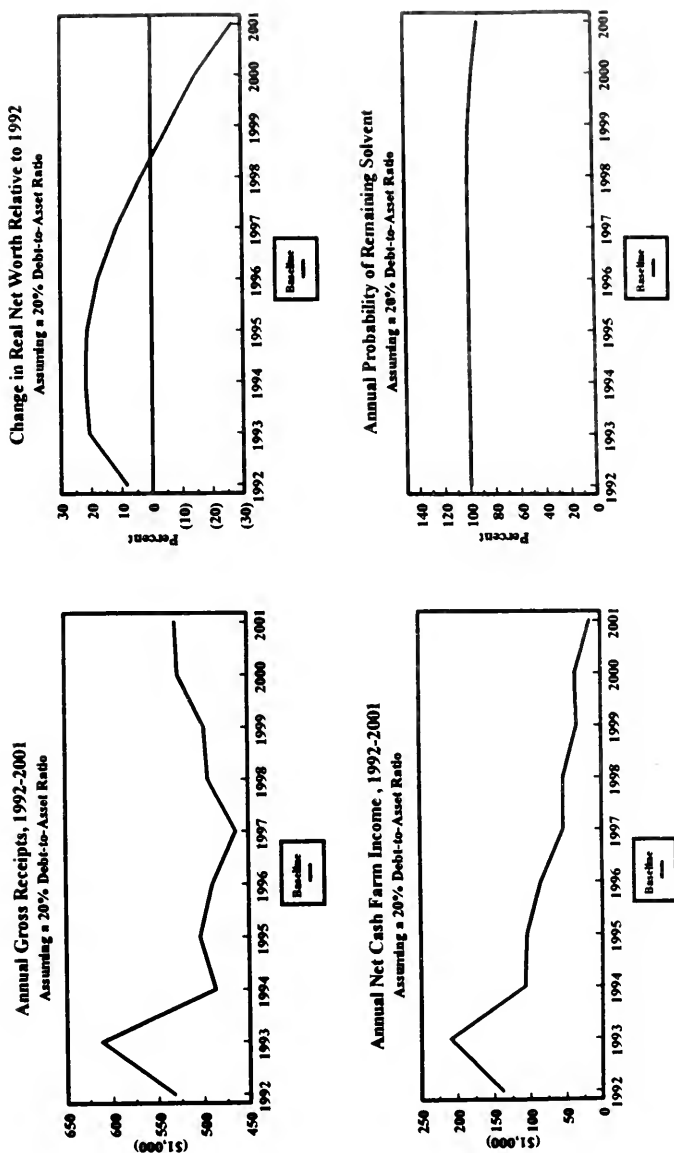 Annual Gross Receipts, 1992-2001
Assuming a 20% Debt-to-Asset Ratio
($1,000)
650
600
550
500
450
1992 1993 1994 1995 1996 1997 1998 1999 2000 2001
Baseline
Change in Real Net Worth Relative to 1992
Assuming a 20% Debt-to-Asset Ratio
Percent
30
20
10
0
(10)
(20)
(30)
1992 1993 1994 1995 1996 1997 1998 1999 2000 2001
Baseline
Annual Net Cash Farm Income , 1992-2001
Assuming a 20% Debt-to-Asset Ratio
($1,000)
250
200
150
100
50
0
1992 1993 1994 1995 1996 1997 1998 1999 2000 2001
Baseline
Annual Probability of Remaining Solvent
Assuming a 20% Debt-to-Asset Ratio
Percent
140
120
100
80
60
40
20
0
1992 1993 1994 1995 1996 1997 1998 1999 2000 2001
Baseline